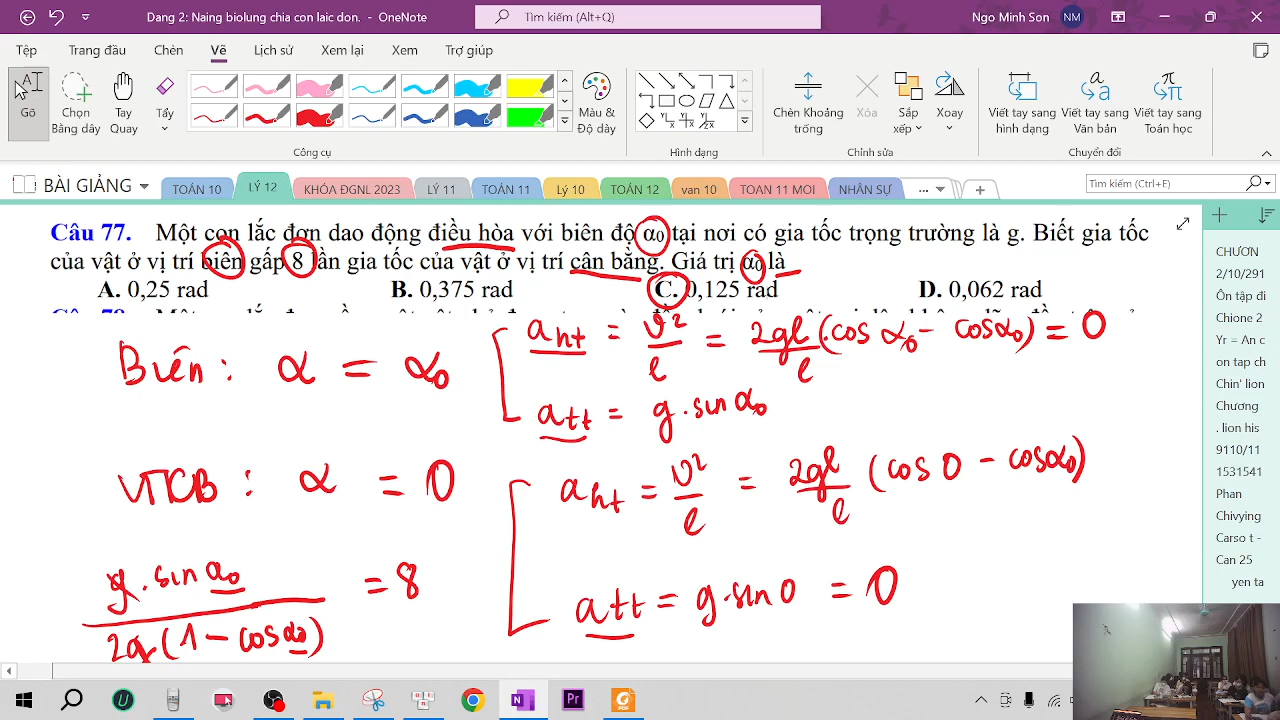 Dang 2: Naing biolung chia con laic don. - OneNote
Tìm kiếm (Alt+Q)
Ngo Minh Son
NM
Tệp
Trang đầu
Chèn
Vẽ
Lịch sử
Xem lại
Xem
Trợ giúp
Gõ
Chọn Bằng dây
Tay Quay
Tẩy
Màu & Độ dày
Chèn Khoảng trống
Xóa
Sắp xếp
Xoay
Viết tay sang hình dạng
Viết tay sang Văn bản
Viết tay sang Toán học
Công cụ
Hình dạng
Chỉnh sửa
Chuyển đổi
BÀI GIẢNG
TOÁN 10
LÝ 12
KHÓA ĐGNL 2023
LÝ 11
TOÁN 11
Lý 10
TOÁN 12
van 10
TOAN 11 MOI
NHÂN SỰ
...
Tìm kiếm (Ctrl+E)
Câu 77. Một con lắc đơn dao động điều hòa với biên độ α₀ tại nơi có gia tốc trọng trường là g. Biết gia tốc
của vật ở vị trí biên gấp 8 lần gia tốc của vật ở vị trí cân bằng. Giá trị α₀ là
A. 0,25 rad B. 0,375 rad C. 0,125 rad D. 0,062 rad
Biên: α = α₀
aht = v²/l = 2gl/l (cos α₀ - cosα₀) = 0
att = g.sin α₀
VTCB: α = 0
aht = v²/l = 2gl/l (cos 0 - cosα₀)
att = g.sin 0 = 0
g.sin α₀ / 2g(1 - cosα₀) = 8
CHƯƠN
2/10/291
Ôn tập di
Chione 2
Yr = An c
on tap ch
Chin' lion
Chương
. lion his
9110/11
1531541
Phan
Chivying
Carso t -
Can 25
yen ta